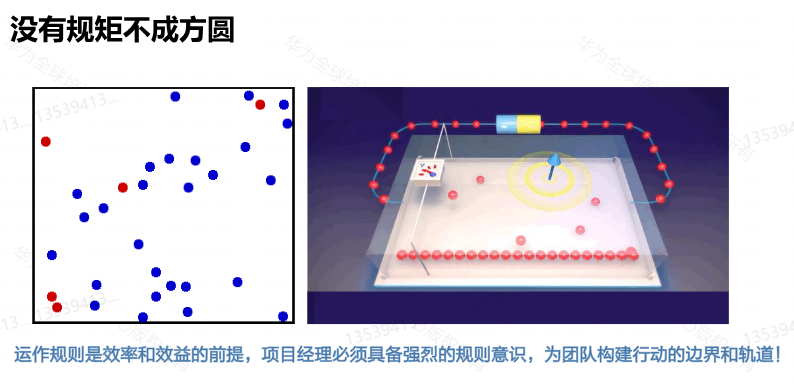 没有规矩不成方圆
运作规则是效率和效益的前提，项目经理必须具备强烈的规则意识，为团队构建行动的边界和轨道！